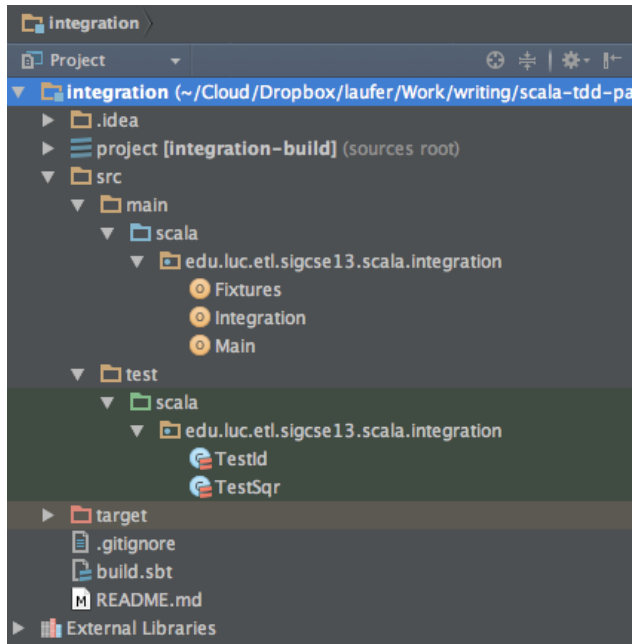 integration
Project
integration (~/Cloud/Dropbox/laufer/Work/writing/scala-tdd-pa
.idea
project [integration-build] (sources root)
src
main
scala
edu.luc.etl.sigcse13.scala.integration
Fixtures
Integration
Main
test
scala
edu.luc.etl.sigcse13.scala.integration
TestId
TestSqr
target
.gitignore
build.sbt
README.md
External Libraries